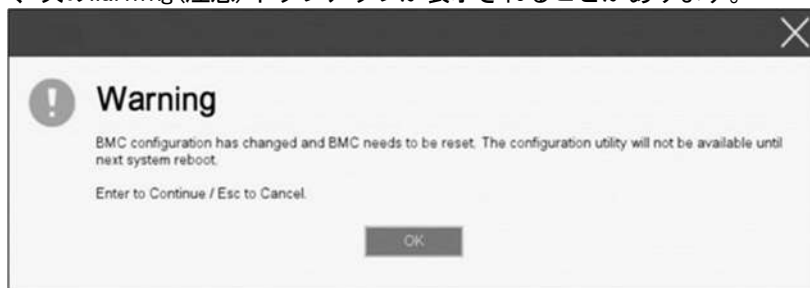 Warning
BMC configuration has changed and BMC needs to be reset. The configuration utility will not be available until
next system reboot.
Enter to Continue / Esc to Cancel.
OK